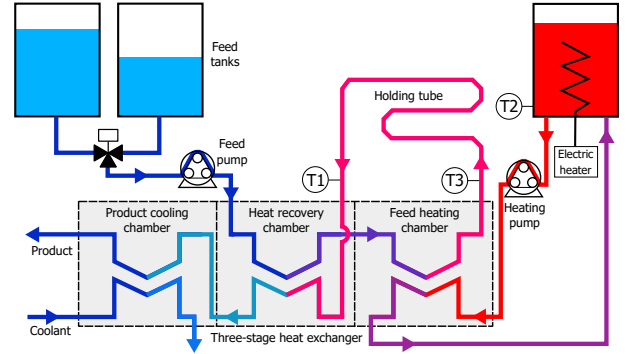 Feed
tanks
Holding tube
T2
Feed
pump
Electric
heater
T1
T3
Heating
pump
Product cooling
chamber
Heat recovery
chamber
Feed heating
chamber
Product
Coolant
Three-stage heat exchanger